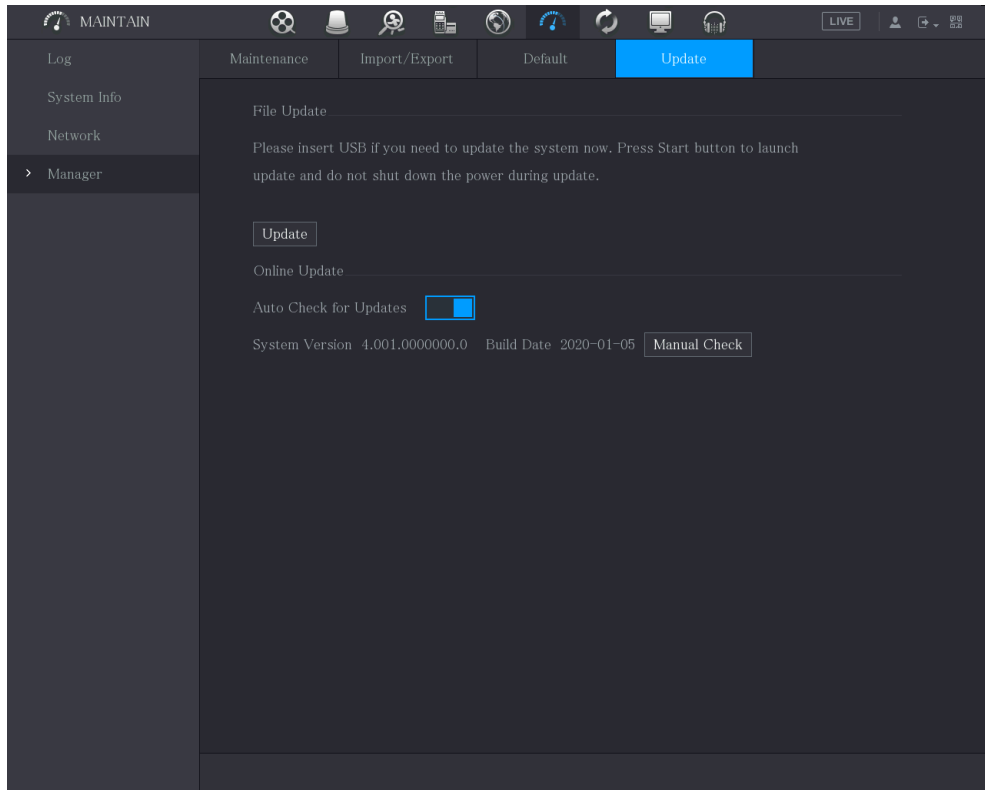 MAINTAIN
LIVE
Log
System Info
Network
Manager
Maintenance
Import/Export
Default
Update
File Update
Please insert USB if you need to update the system now. Press Start button to launch
update and do not shut down the power during update.
Update
Online Update
Auto Check for Updates
System Version 4.001.0000000.0 Build Date 2020-01-05 Manual Check